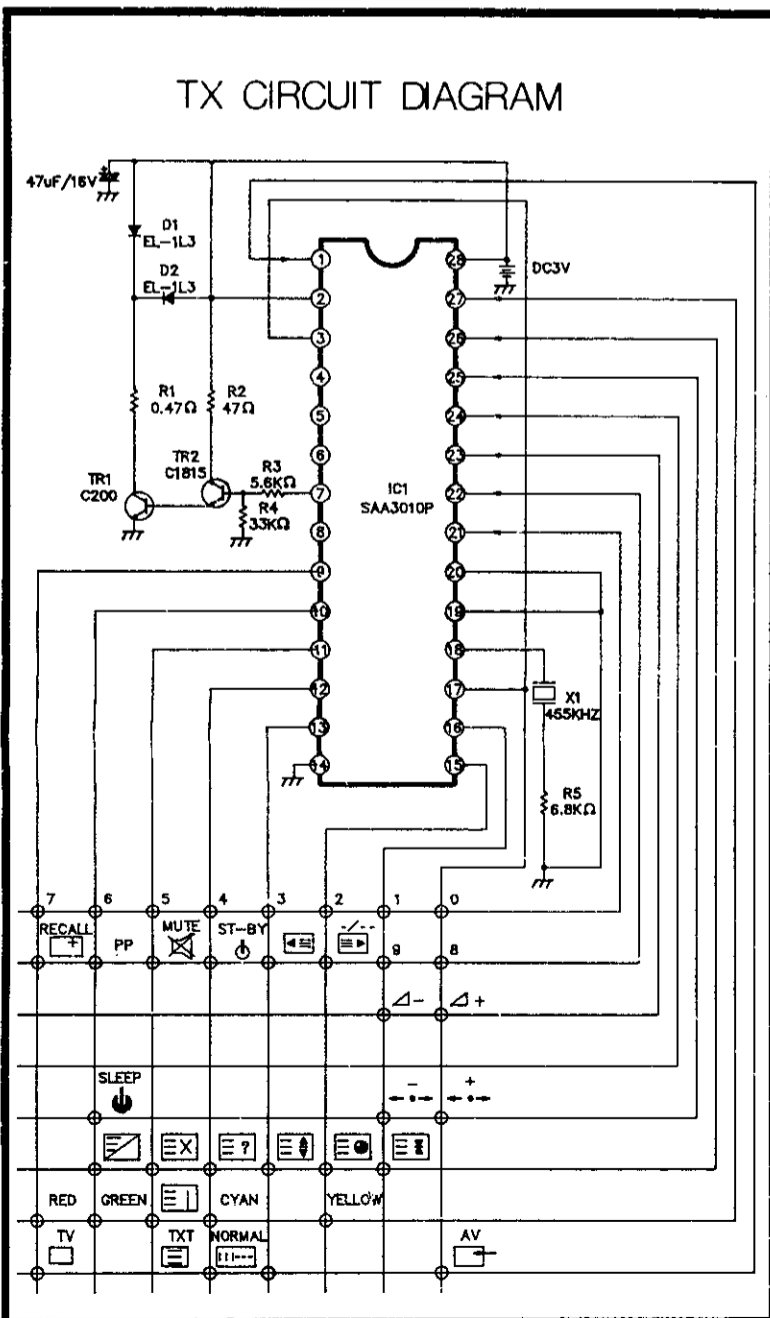 TX CIRCUIT DIAGRAM
47uF/16V
D1
EL-1L3
D2
EL-1L3
DC3V
R1
0.47Ω
R2
47Ω
TR1
C200
TR2
C1815
R3
5.6KΩ
R4
33KΩ
IC1
SAA3010P
1
2
3
4
5
6
7
8
9
10
11
12
13
14
28
27
26
25
24
23
22
21
20
19
18
17
16
15
X1
455KHZ
R5
6.8KΩ
7 6 5 4 3 2 1 0
RECALL PP MUTE ST-BY -/-- 9 8
+
- +
SLEEP - +
X ?
RED GREEN CYAN YELLOW
TV TXT NORMAL AV